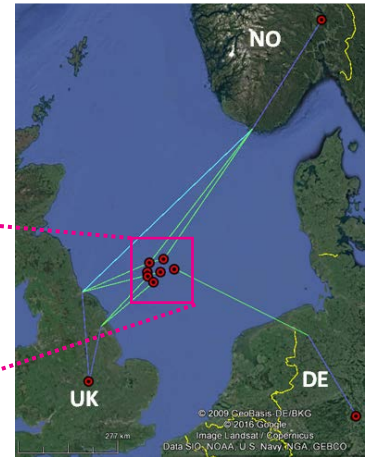 NO
UK
DE
277 km
© 2009 GeoBasis-DE/BKG
© 2016 Google
Image Landsat / Copernicus
Data SIO, NOAA, U.S. Navy, NGA, GEBCO